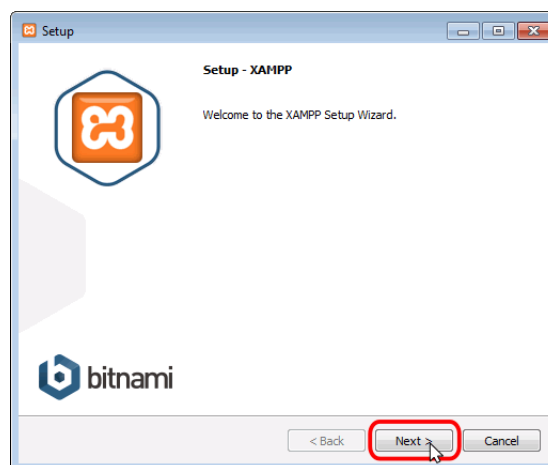 Setup
Setup - XAMPP
Welcome to the XAMPP Setup Wizard.
bitnami
< Back Next > Cancel